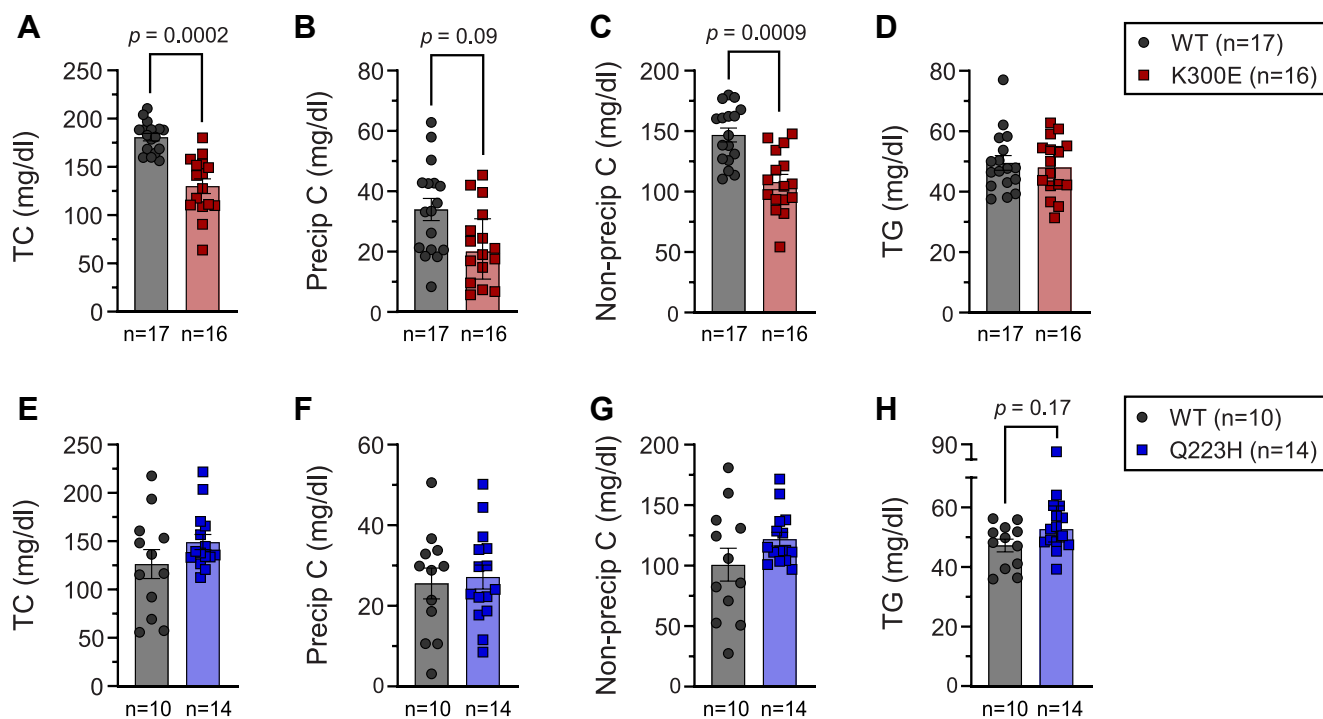 A
B
C
D
p = 0.0002
p = 0.09
p = 0.0009
WT (n=17)
K300E (n=16)
TC (mg/dl)
250
200
150
100
50
0
n=17
n=16
Precip C (mg/dl)
80
60
40
20
0
n=17
n=16
Non-precip C (mg/dl)
200
150
100
50
0
n=17
n=16
TG (mg/dl)
80
60
40
20
0
n=17
n=16
E
F
G
H
p = 0.17
WT (n=10)
Q223H (n=14)
TC (mg/dl)
250
200
150
100
50
0
n=10
n=14
Precip C (mg/dl)
60
40
20
0
n=10
n=14
Non-precip C (mg/dl)
200
150
100
50
0
n=10
n=14
TG (mg/dl)
90
60
40
20
0
n=10
n=14